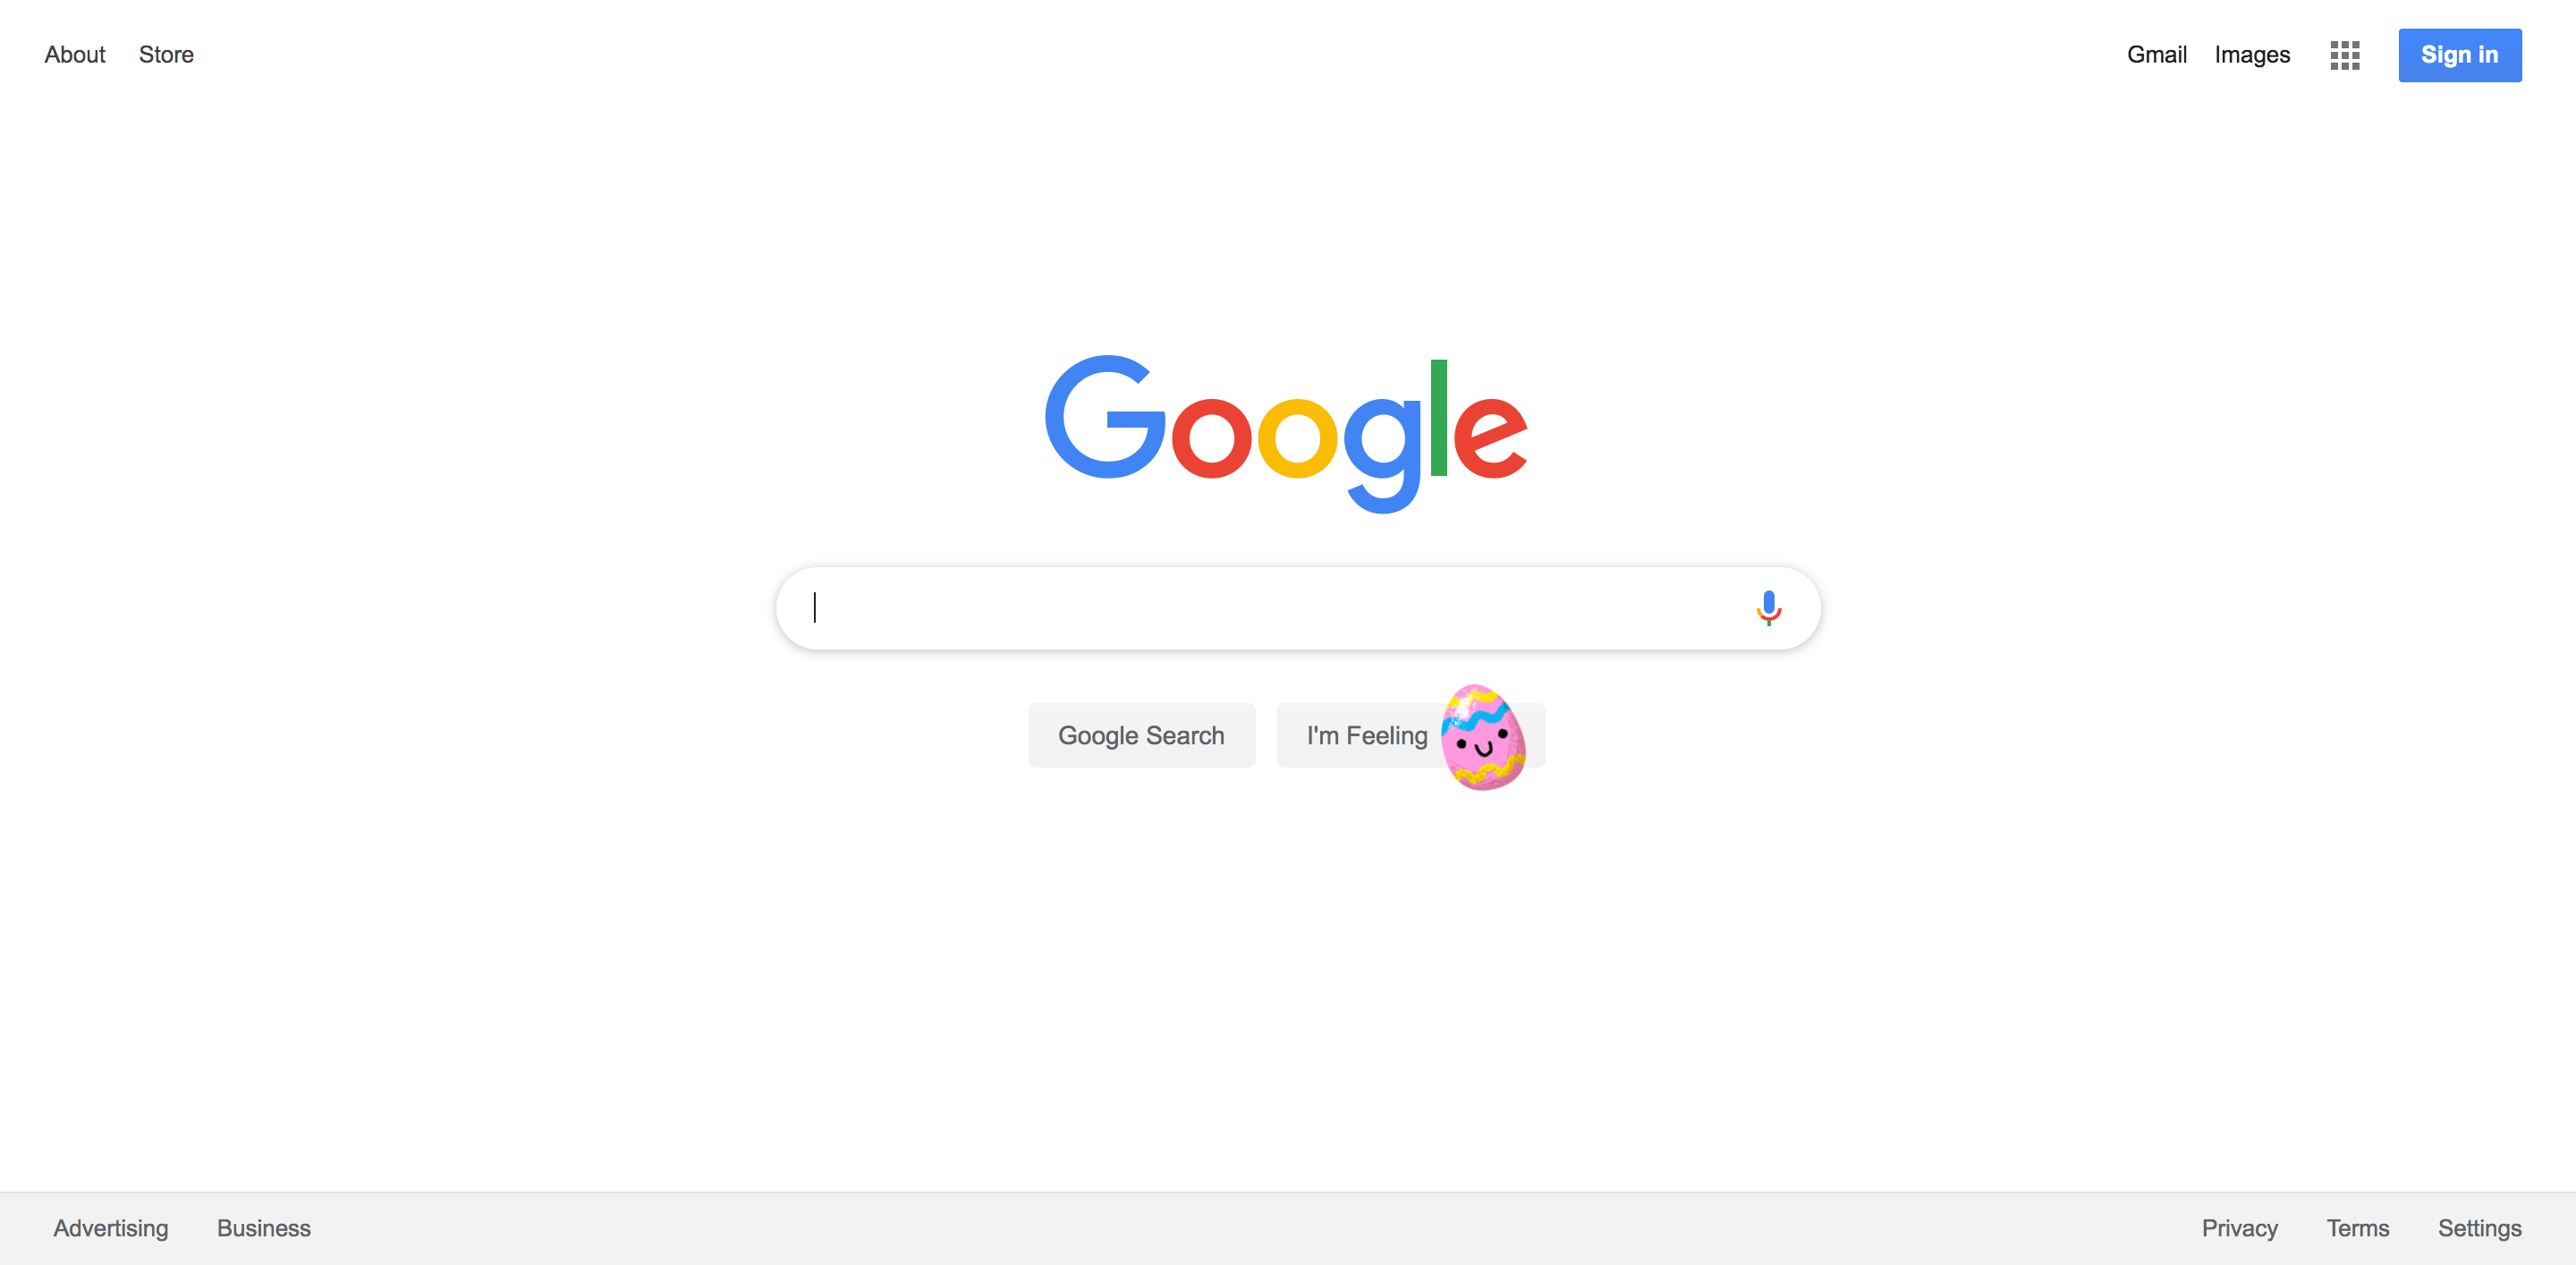 About Store Gmail Images Sign in
Google
Google Search I'm Feeling
Advertising Business Privacy Terms Settings